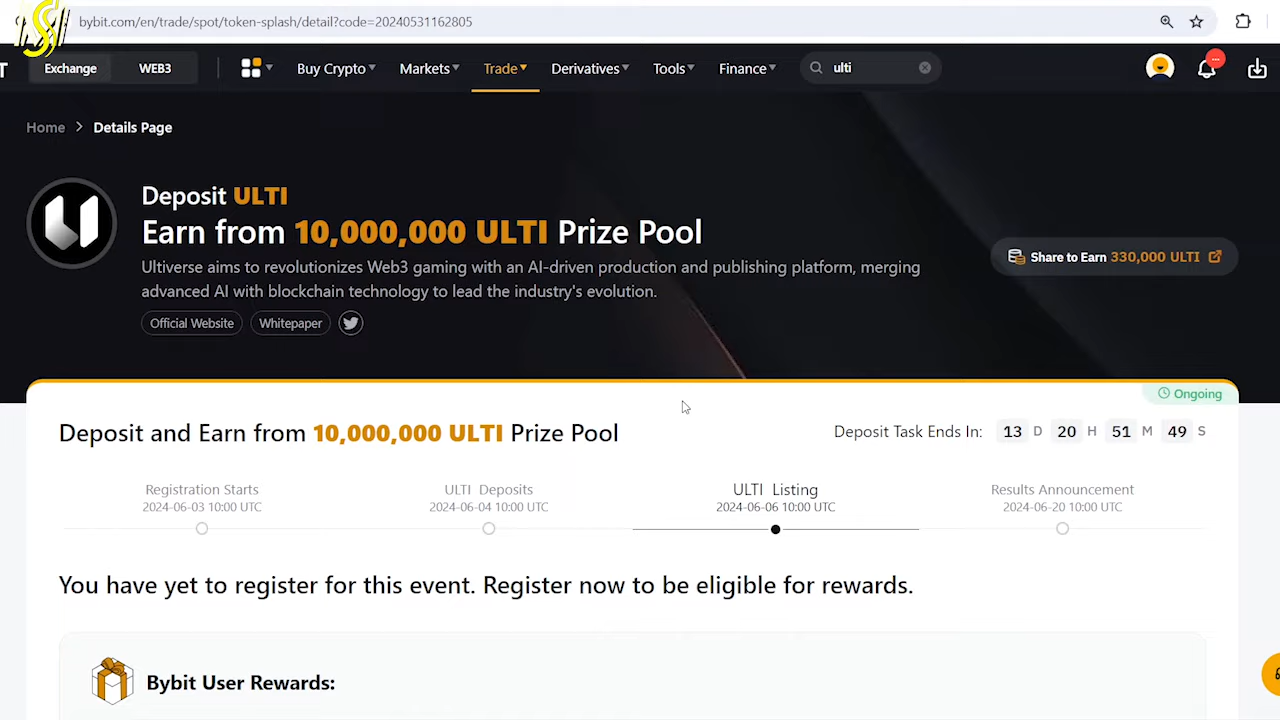 bybit.com/en/trade/spot/token-splash/detail?code=20240531162805
T Exchange WEB3 Buy Crypto Markets Trade Derivatives Tools Finance ulti
Home > Details Page
Deposit ULTI
Earn from 10,000,000 ULTI Prize Pool
Ultiverse aims to revolutionizes Web3 gaming with an AI-driven production and publishing platform, merging
advanced AI with blockchain technology to lead the industry's evolution.
Share to Earn 330,000 ULTI
Official Website Whitepaper
Ongoing
Deposit and Earn from 10,000,000 ULTI Prize Pool
Deposit Task Ends In: 13 D 20 H 51 M 49 S
Registration Starts
2024-06-03 10:00 UTC
ULTI Deposits
2024-06-04 10:00 UTC
ULTI Listing
2024-06-06 10:00 UTC
Results Announcement
2024-06-20 10:00 UTC
You have yet to register for this event. Register now to be eligible for rewards.
Bybit User Rewards: